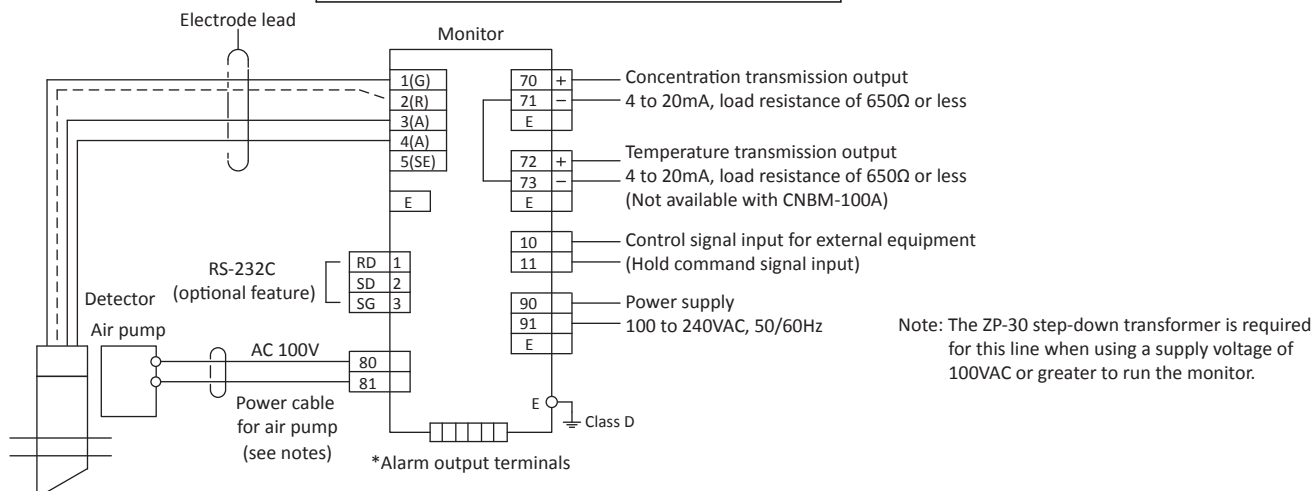 Electrode lead
Monitor
1(G)
2(R)
3(A)
4(A)
5(SE)
E
70 +
71 −
E
Concentration transmission output
4 to 20mA, load resistance of 650Ω or less
72 +
73 −
E
Temperature transmission output
4 to 20mA, load resistance of 650Ω or less
(Not available with CNBM-100A)
10
11
Control signal input for external equipment
(Hold command signal input)
RS-232C
(optional feature)
RD 1
SD 2
SG 3
90
91
E
Power supply
100 to 240VAC, 50/60Hz
Note: The ZP-30 step-down transformer is required
for this line when using a supply voltage of
100VAC or greater to run the monitor.
Detector
Air pump
AC 100V
80
81
Power cable
for air pump
(see notes)
E
Class D
*Alarm output terminals